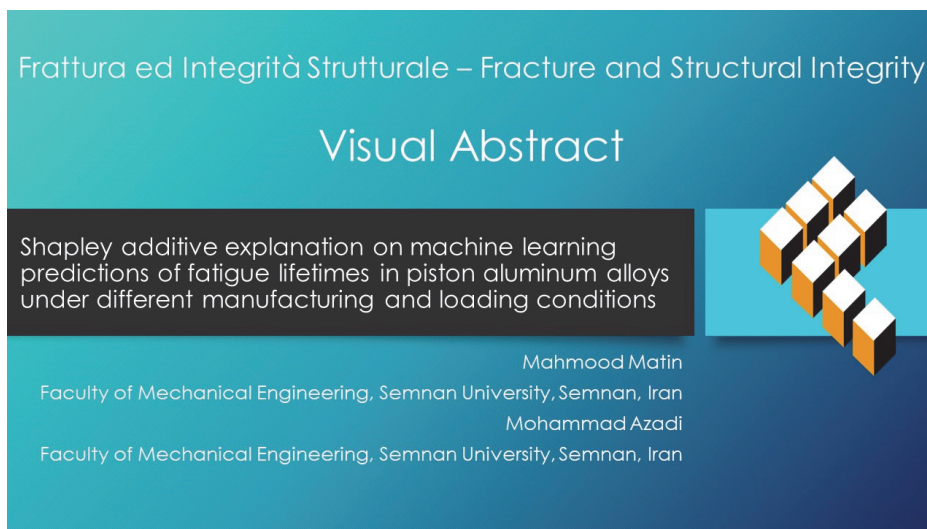 Frattura ed Integrità Strutturale – Fracture and Structural Integrity
Visual Abstract
Shapley additive explanation on machine learning
predictions of fatigue lifetimes in piston aluminum alloys
under different manufacturing and loading conditions
Mahmood Matin
Faculty of Mechanical Engineering, Semnan University, Semnan, Iran
Mohammad Azadi
Faculty of Mechanical Engineering, Semnan University, Semnan, Iran